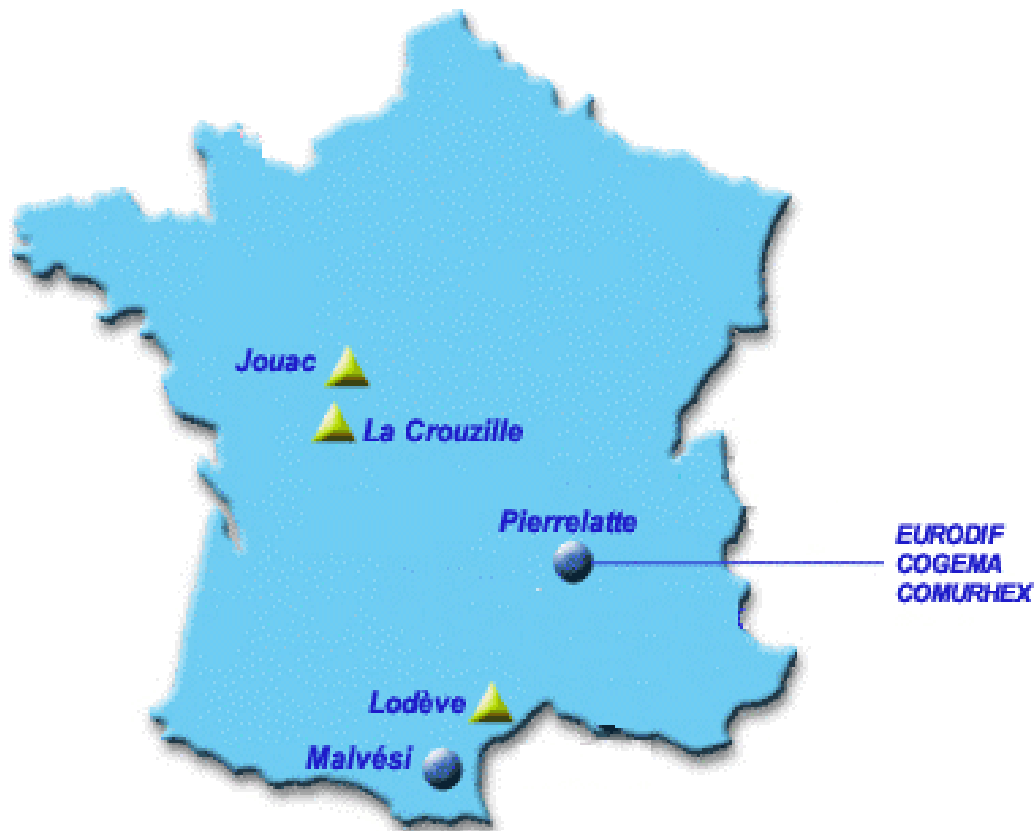 Jouac
La Crouzille
Pierrelatte
EURODIF
COGEMA
COMURHEX
Lodève
Malvési